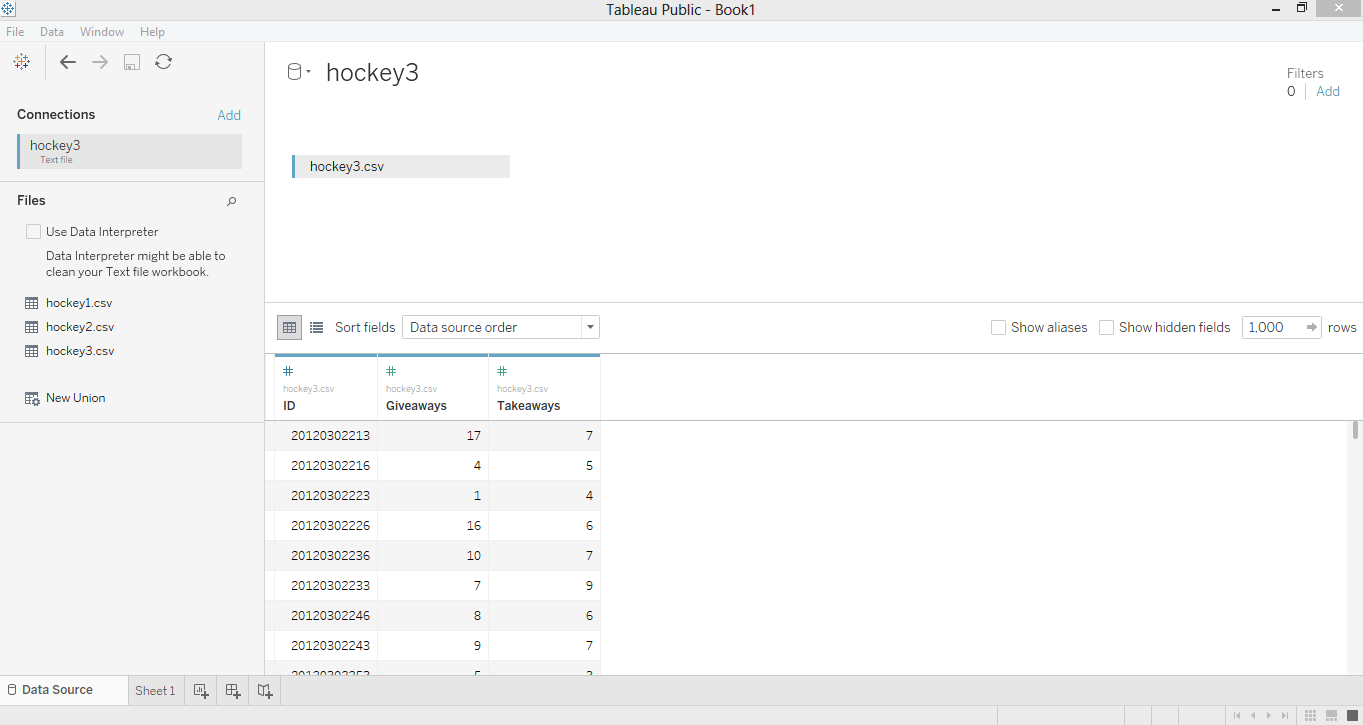 Tableau Public - Book1
File Data Window Help
Connections Add
hockey3
Text file
Files
Use Data Interpreter
Data Interpreter might be able to
clean your Text file workbook.
hockey1.csv
hockey2.csv
hockey3.csv
New Union
hockey3
Filters
0 Add
hockey3.csv
Sort fields Data source order Show aliases Show hidden fields 1,000 rows
# # #
hockey3.csv hockey3.csv hockey3.csv
ID Giveaways Takeaways
20120302213 17 7
20120302216 4 5
20120302223 1 4
20120302226 16 6
20120302236 10 7
20120302233 7 9
20120302246 8 6
20120302243 9 7
Data Source Sheet 1